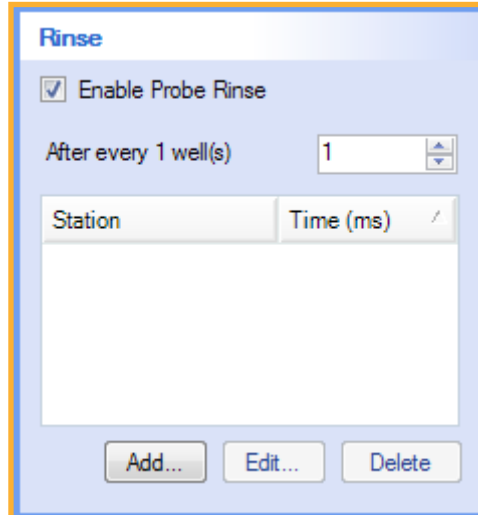 Rinse
Enable Probe Rinse
After every 1 well(s) 1
Station Time (ms)
Add... Edit... Delete